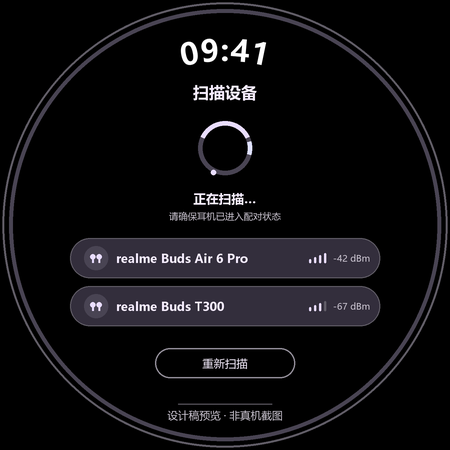 09:41
扫描设备
正在扫描...
请确保耳机已进入配对状态
realme Buds Air 6 Pro -42 dBm
realme Buds T300 -67 dBm
重新扫描
设计稿预览 · 非真机截图